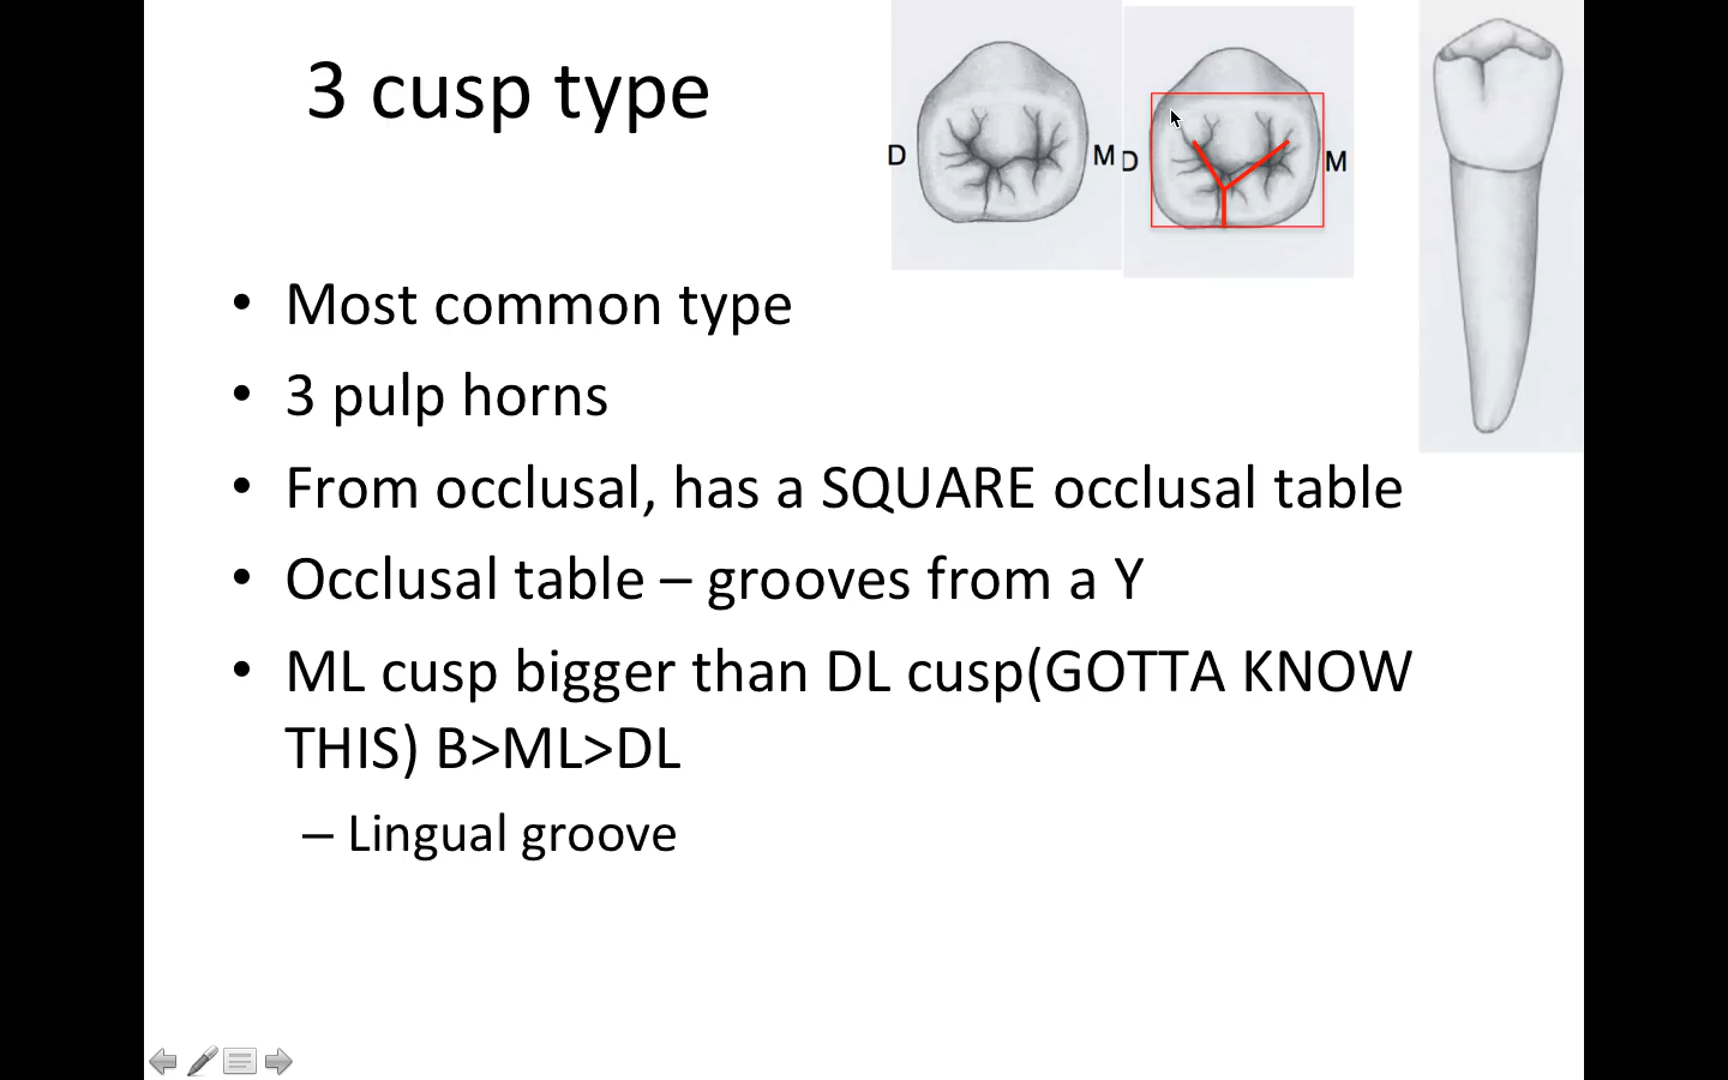 3 cusp type
D
M
D
M
• Most common type
• 3 pulp horns
• From occlusal, has a SQUARE occlusal table
• Occlusal table – grooves from a Y
• ML cusp bigger than DL cusp(GOTTA KNOW
THIS) B>ML>DL
– Lingual groove